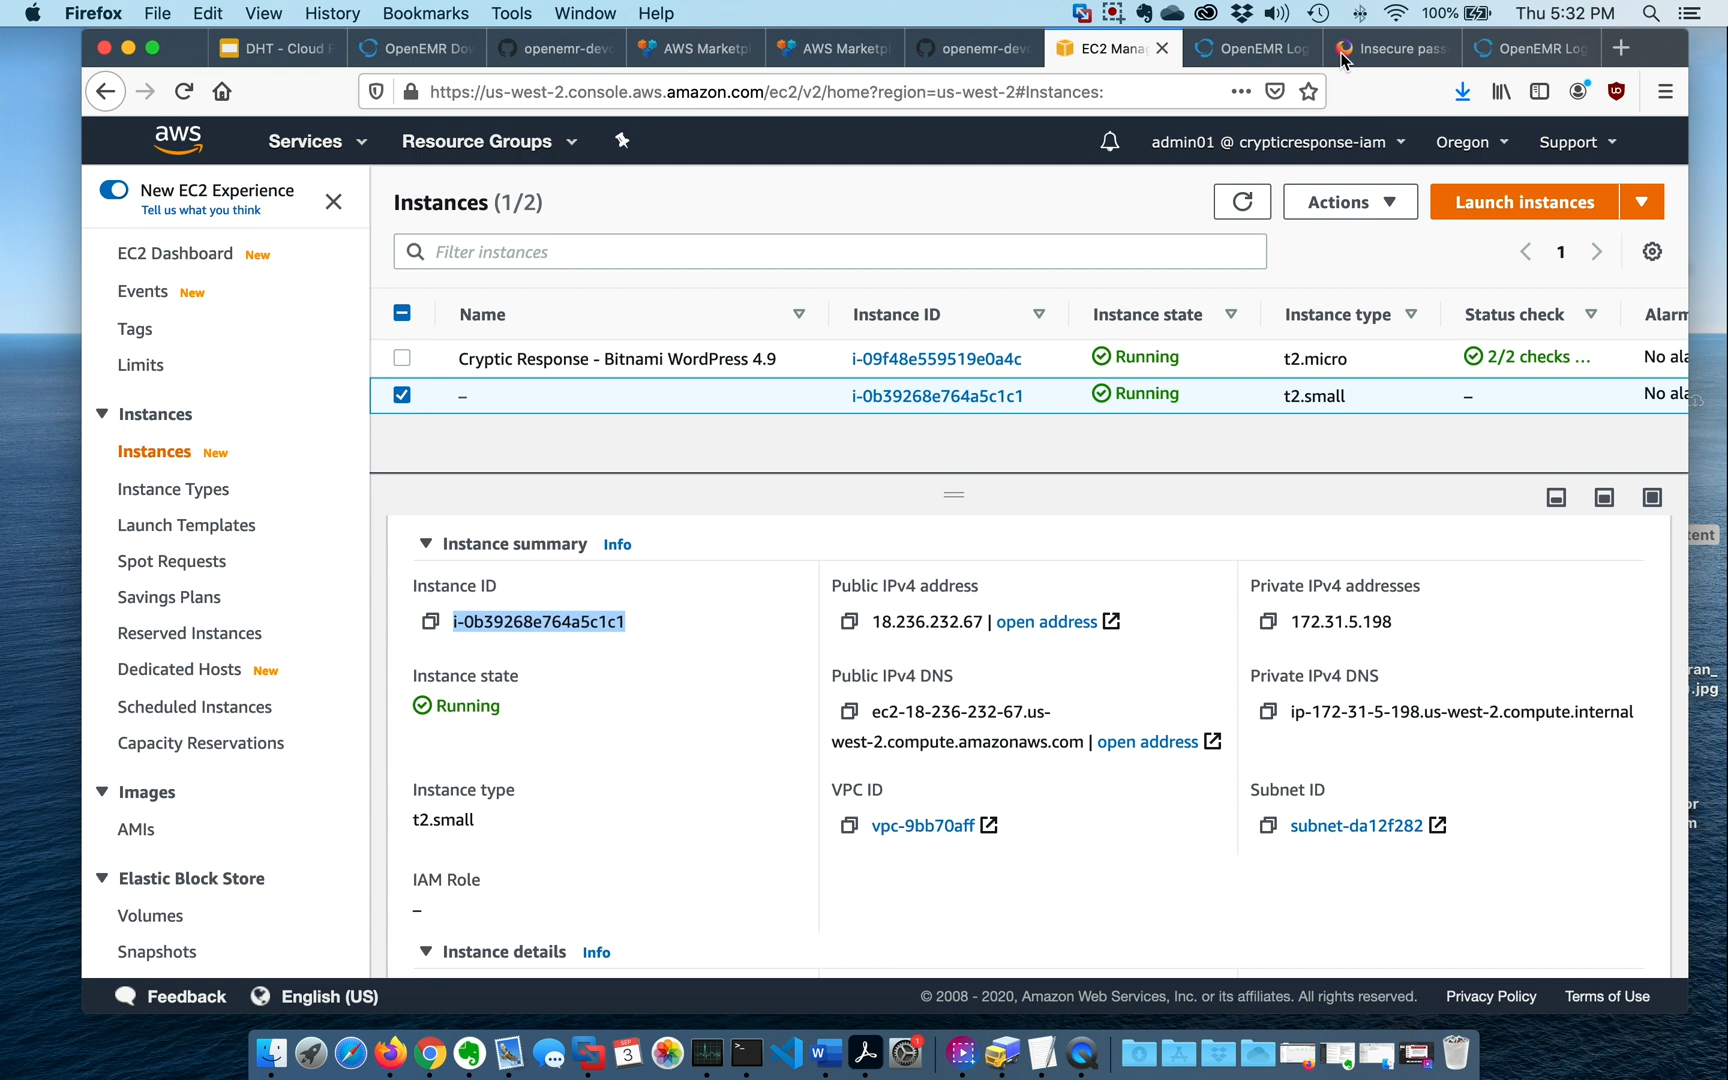 Firefox File Edit View History Bookmarks Tools Window Help 100% Thu 5:32 PM
DHT - Cloud OpenEMR Do openemr-dev AWS Marketp AWS Marketpl openemr-dev EC2 Mana OpenEMR Log Insecure pass OpenEMR Log
https://us-west-2.console.aws.amazon.com/ec2/v2/home?region=us-west-2#Instances:
aws Services Resource Groups admin01 @ crypticresponse-iam Oregon Support
New EC2 Experience
Tell us what you think
EC2 Dashboard New
Events New
Tags
Limits
Instances
Instances New
Instance Types
Launch Templates
Spot Requests
Savings Plans
Reserved Instances
Dedicated Hosts New
Scheduled Instances
Capacity Reservations
Images
AMIs
Elastic Block Store
Volumes
Snapshots
Instances (1/2)
Actions Launch instances
Filter instances
1
Name Instance ID Instance state Instance type Status check Alarm
Cryptic Response - Bitnami WordPress 4.9 i-09f48e559519e0a4c Running t2.micro 2/2 checks ... No ala
– i-0b39268e764a5c1c1 Running t2.small – No ala
Instance summary Info
Instance ID
i-0b39268e764a5c1c1
Public IPv4 address
18.236.232.67 | open address
Private IPv4 addresses
172.31.5.198
Instance state
Running
Public IPv4 DNS
ec2-18-236-232-67.us-
west-2.compute.amazonaws.com | open address
Private IPv4 DNS
ip-172-31-5-198.us-west-2.compute.internal
Instance type
t2.small
VPC ID
vpc-9bb70aff
Subnet ID
subnet-da12f282
IAM Role
–
Instance details Info
Feedback English (US) © 2008 - 2020, Amazon Web Services, Inc. or its affiliates. All rights reserved. Privacy Policy Terms of Use
tent
ran_
.jpg
or
m
SEP
3
1